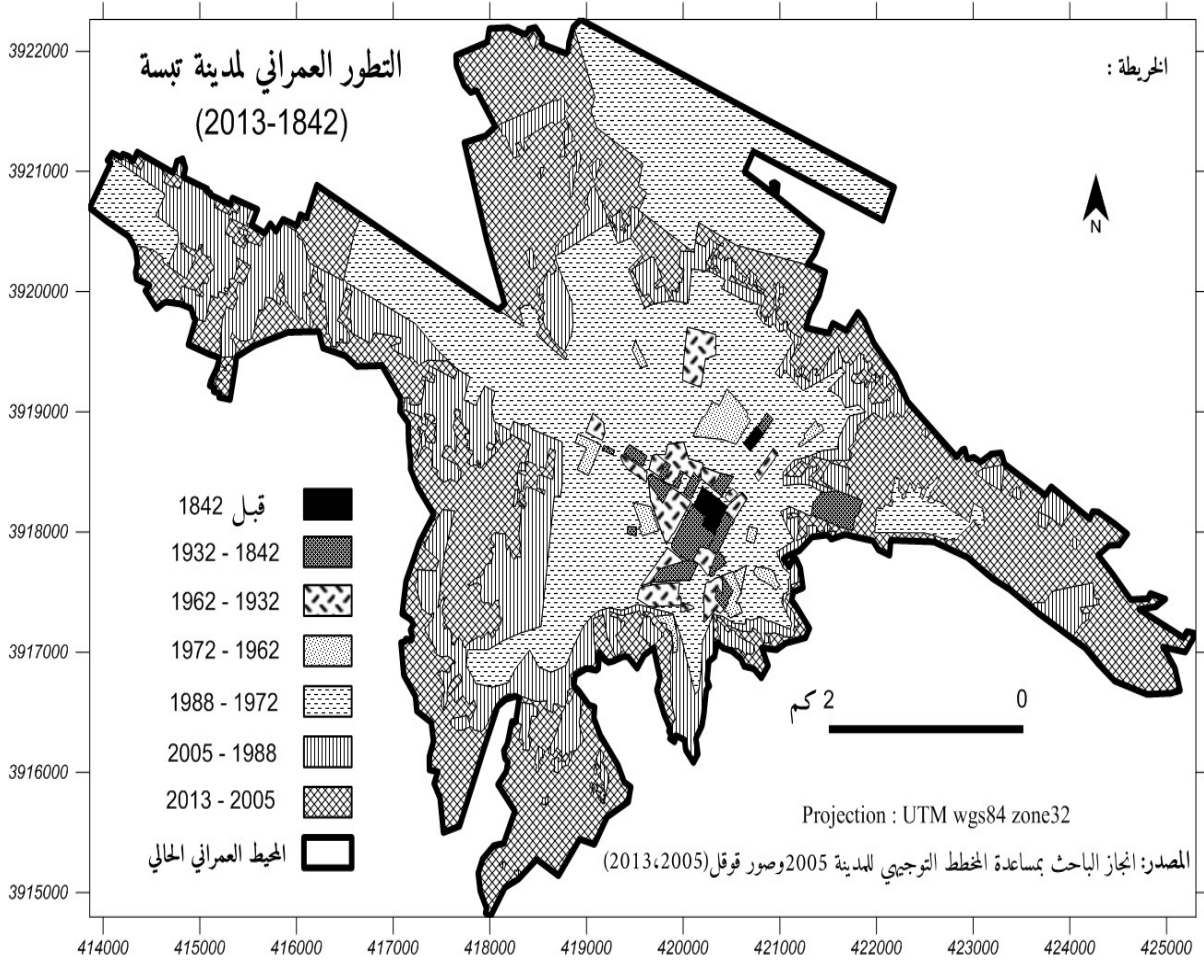 الخريطة :
التطور العمراني لمدينة تبسة
(2013-1842)
N
3922000
3921000
3920000
3919000
3918000
3917000
3916000
3915000
قبل 1842
1932 - 1842
1962 - 1932
1972 - 1962
1988 - 1972
2005 - 1988
2013 - 2005
المحيط العمراني الحالي
0
2 كم
Projection : UTM wgs84 zone32
المصدر: انجاز الباحث بمساعدة المخطط التوجيهي للمدينة 2005وصور قوقل(2013،2005)
414000 415000 416000 417000 418000 419000 420000 421000 422000 423000 424000 425000